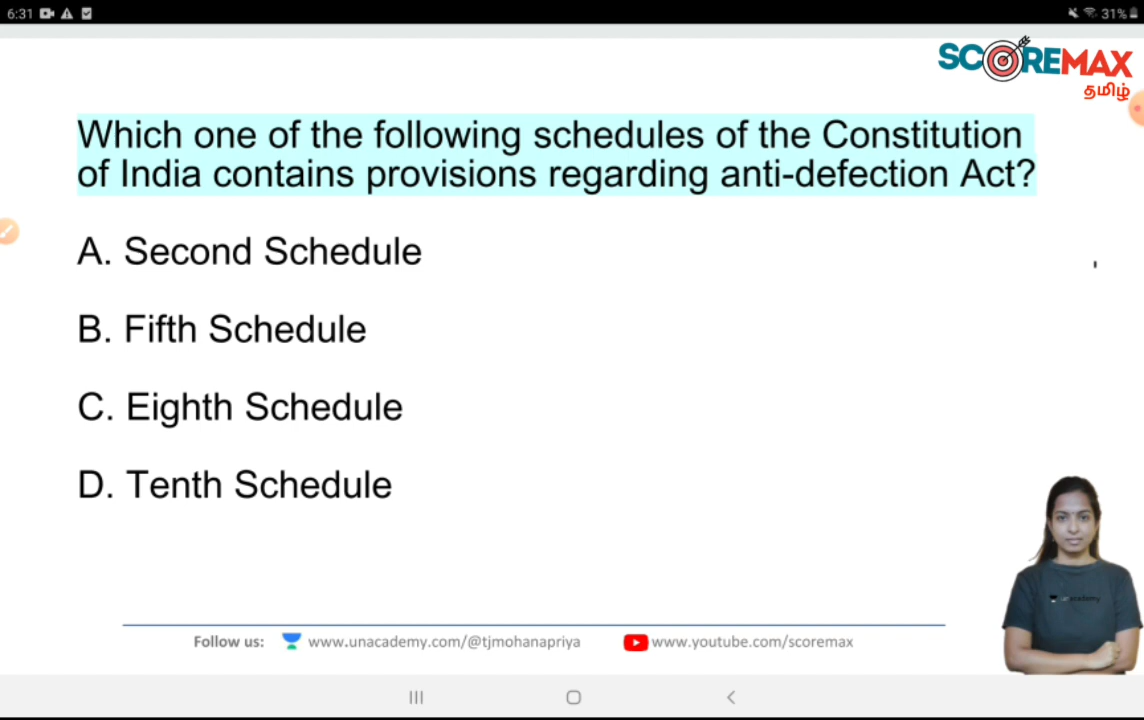 6:31
31%
SCOREMAX
தமிழ்
Which one of the following schedules of the Constitution
of India contains provisions regarding anti-defection Act?
A. Second Schedule
B. Fifth Schedule
C. Eighth Schedule
D. Tenth Schedule
unacademy
Follow us: www.unacademy.com/@tjmohanapriya www.youtube.com/scoremax